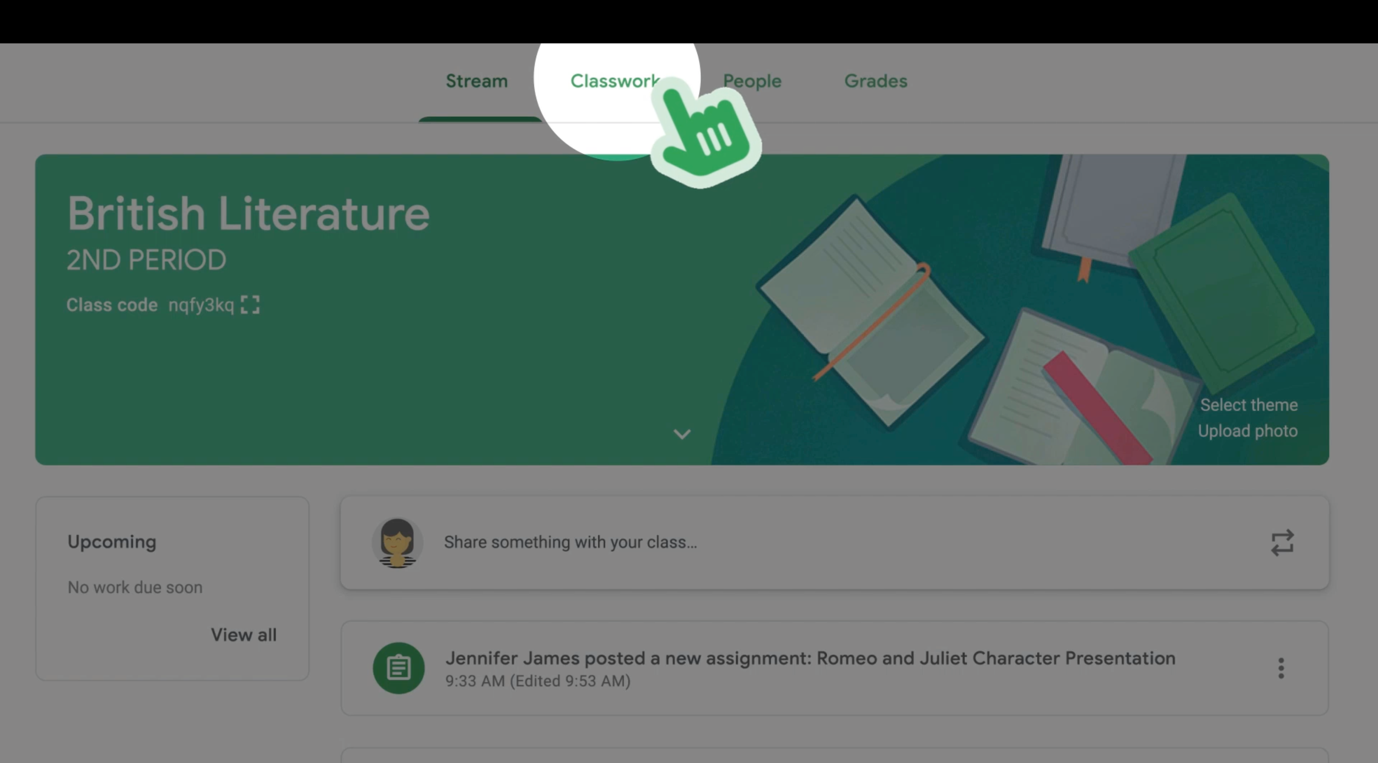 Stream Classwork People Grades
British Literature
2ND PERIOD
Class code nqfy3kq
Select theme
Upload photo
Upcoming
No work due soon
View all
Share something with your class...
Jennifer James posted a new assignment: Romeo and Juliet Character Presentation
9:33 AM (Edited 9:53 AM)